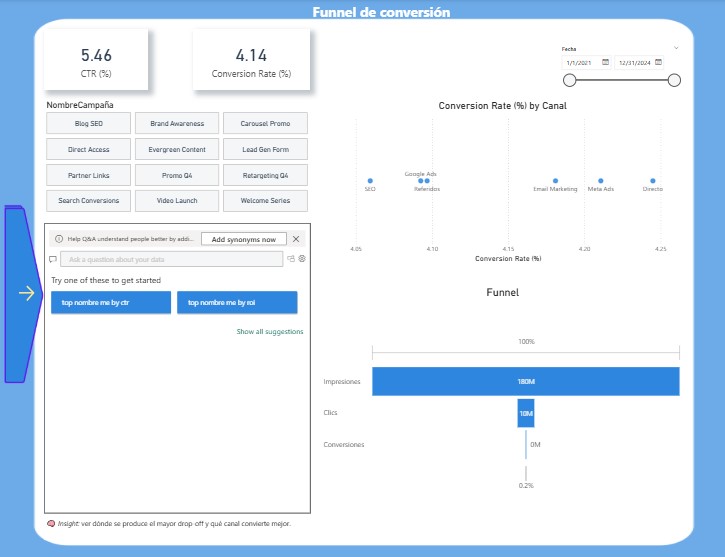 Funnel de conversión
5.46
CTR (%)
4.14
Conversion Rate (%)
Fecha
1/1/2021
12/31/2024
NombreCampaña
Blog SEO
Brand Awareness
Carousel Promo
Direct Access
Evergreen Content
Lead Gen Form
Partner Links
Promo Q4
Retargeting Q4
Search Conversions
Video Launch
Welcome Series
Conversion Rate (%) by Canal
SEO
Google Ads
Referidos
Email Marketing
Meta Ads
Directo
4.05
4.10
4.15
4.20
4.25
Conversion Rate (%)
Help Q&A understand people better by addi...
Add synonyms now
Ask a question about your data
Try one of these to get started
top nombre me by ctr
top nombre me by roi
Show all suggestions
Funnel
100%
Impresiones
180M
Clics
10M
Conversiones
0M
0.2%
Insight: ver dónde se produce el mayor drop-off y qué canal convierte mejor.